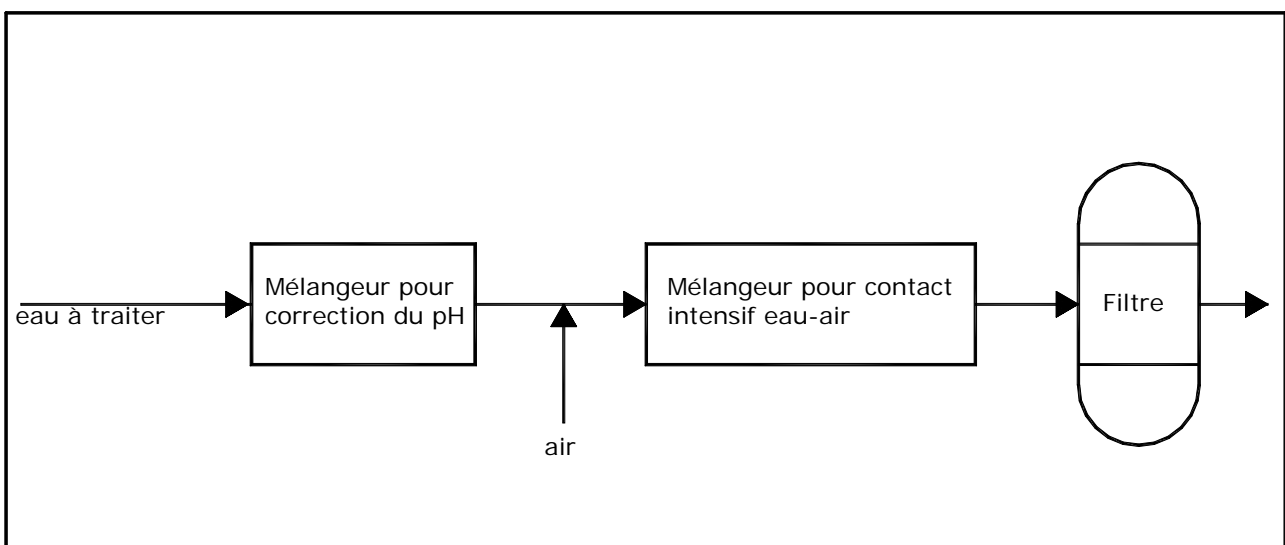 eau à traiter
Mélangeur pour
correction du pH
air
Mélangeur pour contact
intensif eau-air
Filtre